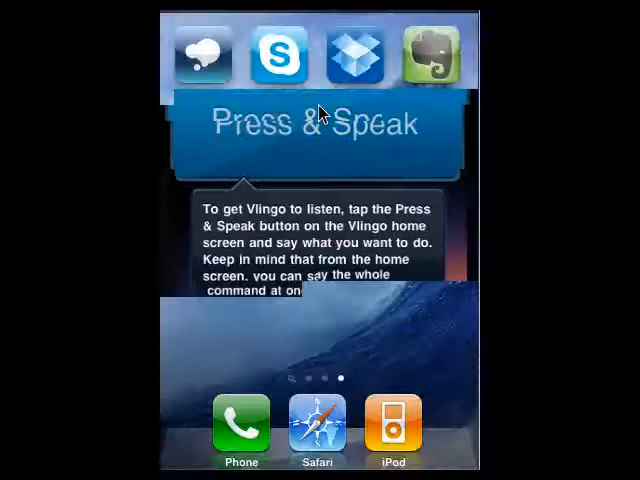 S
Press & Speak
To get Vlingo to listen, tap the Press
& Speak button on the Vlingo home
screen and say what you want to do.
Keep in mind that from the home
screen, you can say the whole
command at on
Phone Safari iPod